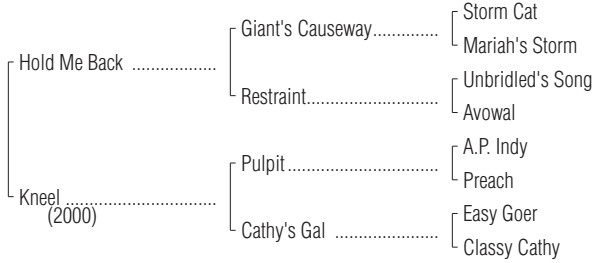 Storm Cat
Giant's Causeway..............
Mariah's Storm
Hold Me Back ..................
Unbridled's Song
Restraint.............................
Avowal
A.P. Indy
Pulpit.................................
Preach
Kneel ................................
(2000)
Easy Goer
Cathy's Gal ......................
Classy Cathy